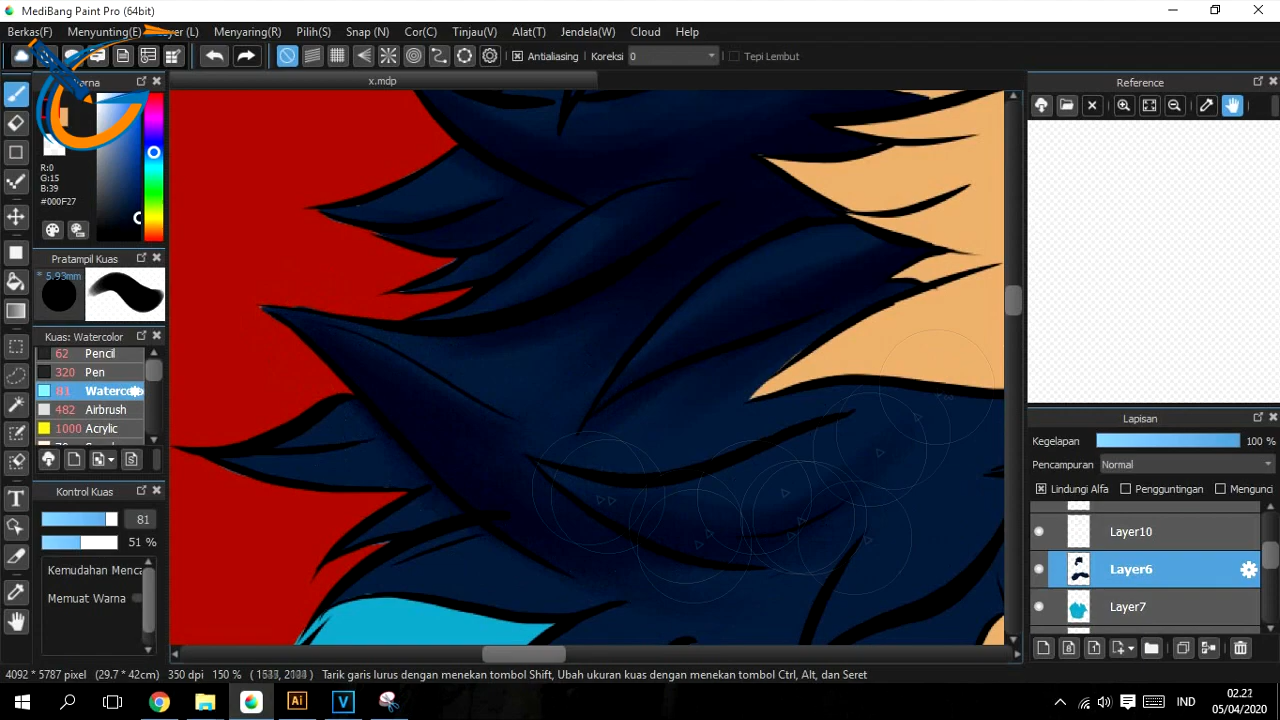 MediBang Paint Pro (64bit)
Berkas(F) Menyunting(E) Layer (L) Menyaring(R) Pilih(S) Snap (N) Cor(C) Tinjau(V) Alat(T) Jendela(W) Cloud Help
Antialiasing Koreksi 0 Tepi Lembut
x.mdp
Reference
R:0
G:15
B:39
#000F27
Pratampil Kuas
* 5.93mm
Kuas: Watercolor
62 Pencil
320 Pen
81 Waterco
482 Airbrush
1000 Acrylic
Kontrol Kuas
81
51 %
Kemudahan Menca
Memuat Warna
Lapisan
Kegelapan 100 %
Pencampuran Normal
Lindungi Alfa Pengguntingan Mengunci
Layer10
Layer6
Layer7
4092 * 5787 pixel (29.7 * 42cm) 350 dpi 150 % Tarik garis lurus dengan menekan tombol Shift, Ubah ukuran kuas dengan menekan tombol Ctrl, Alt, dan Seret
IND
02.22
05/04/2020